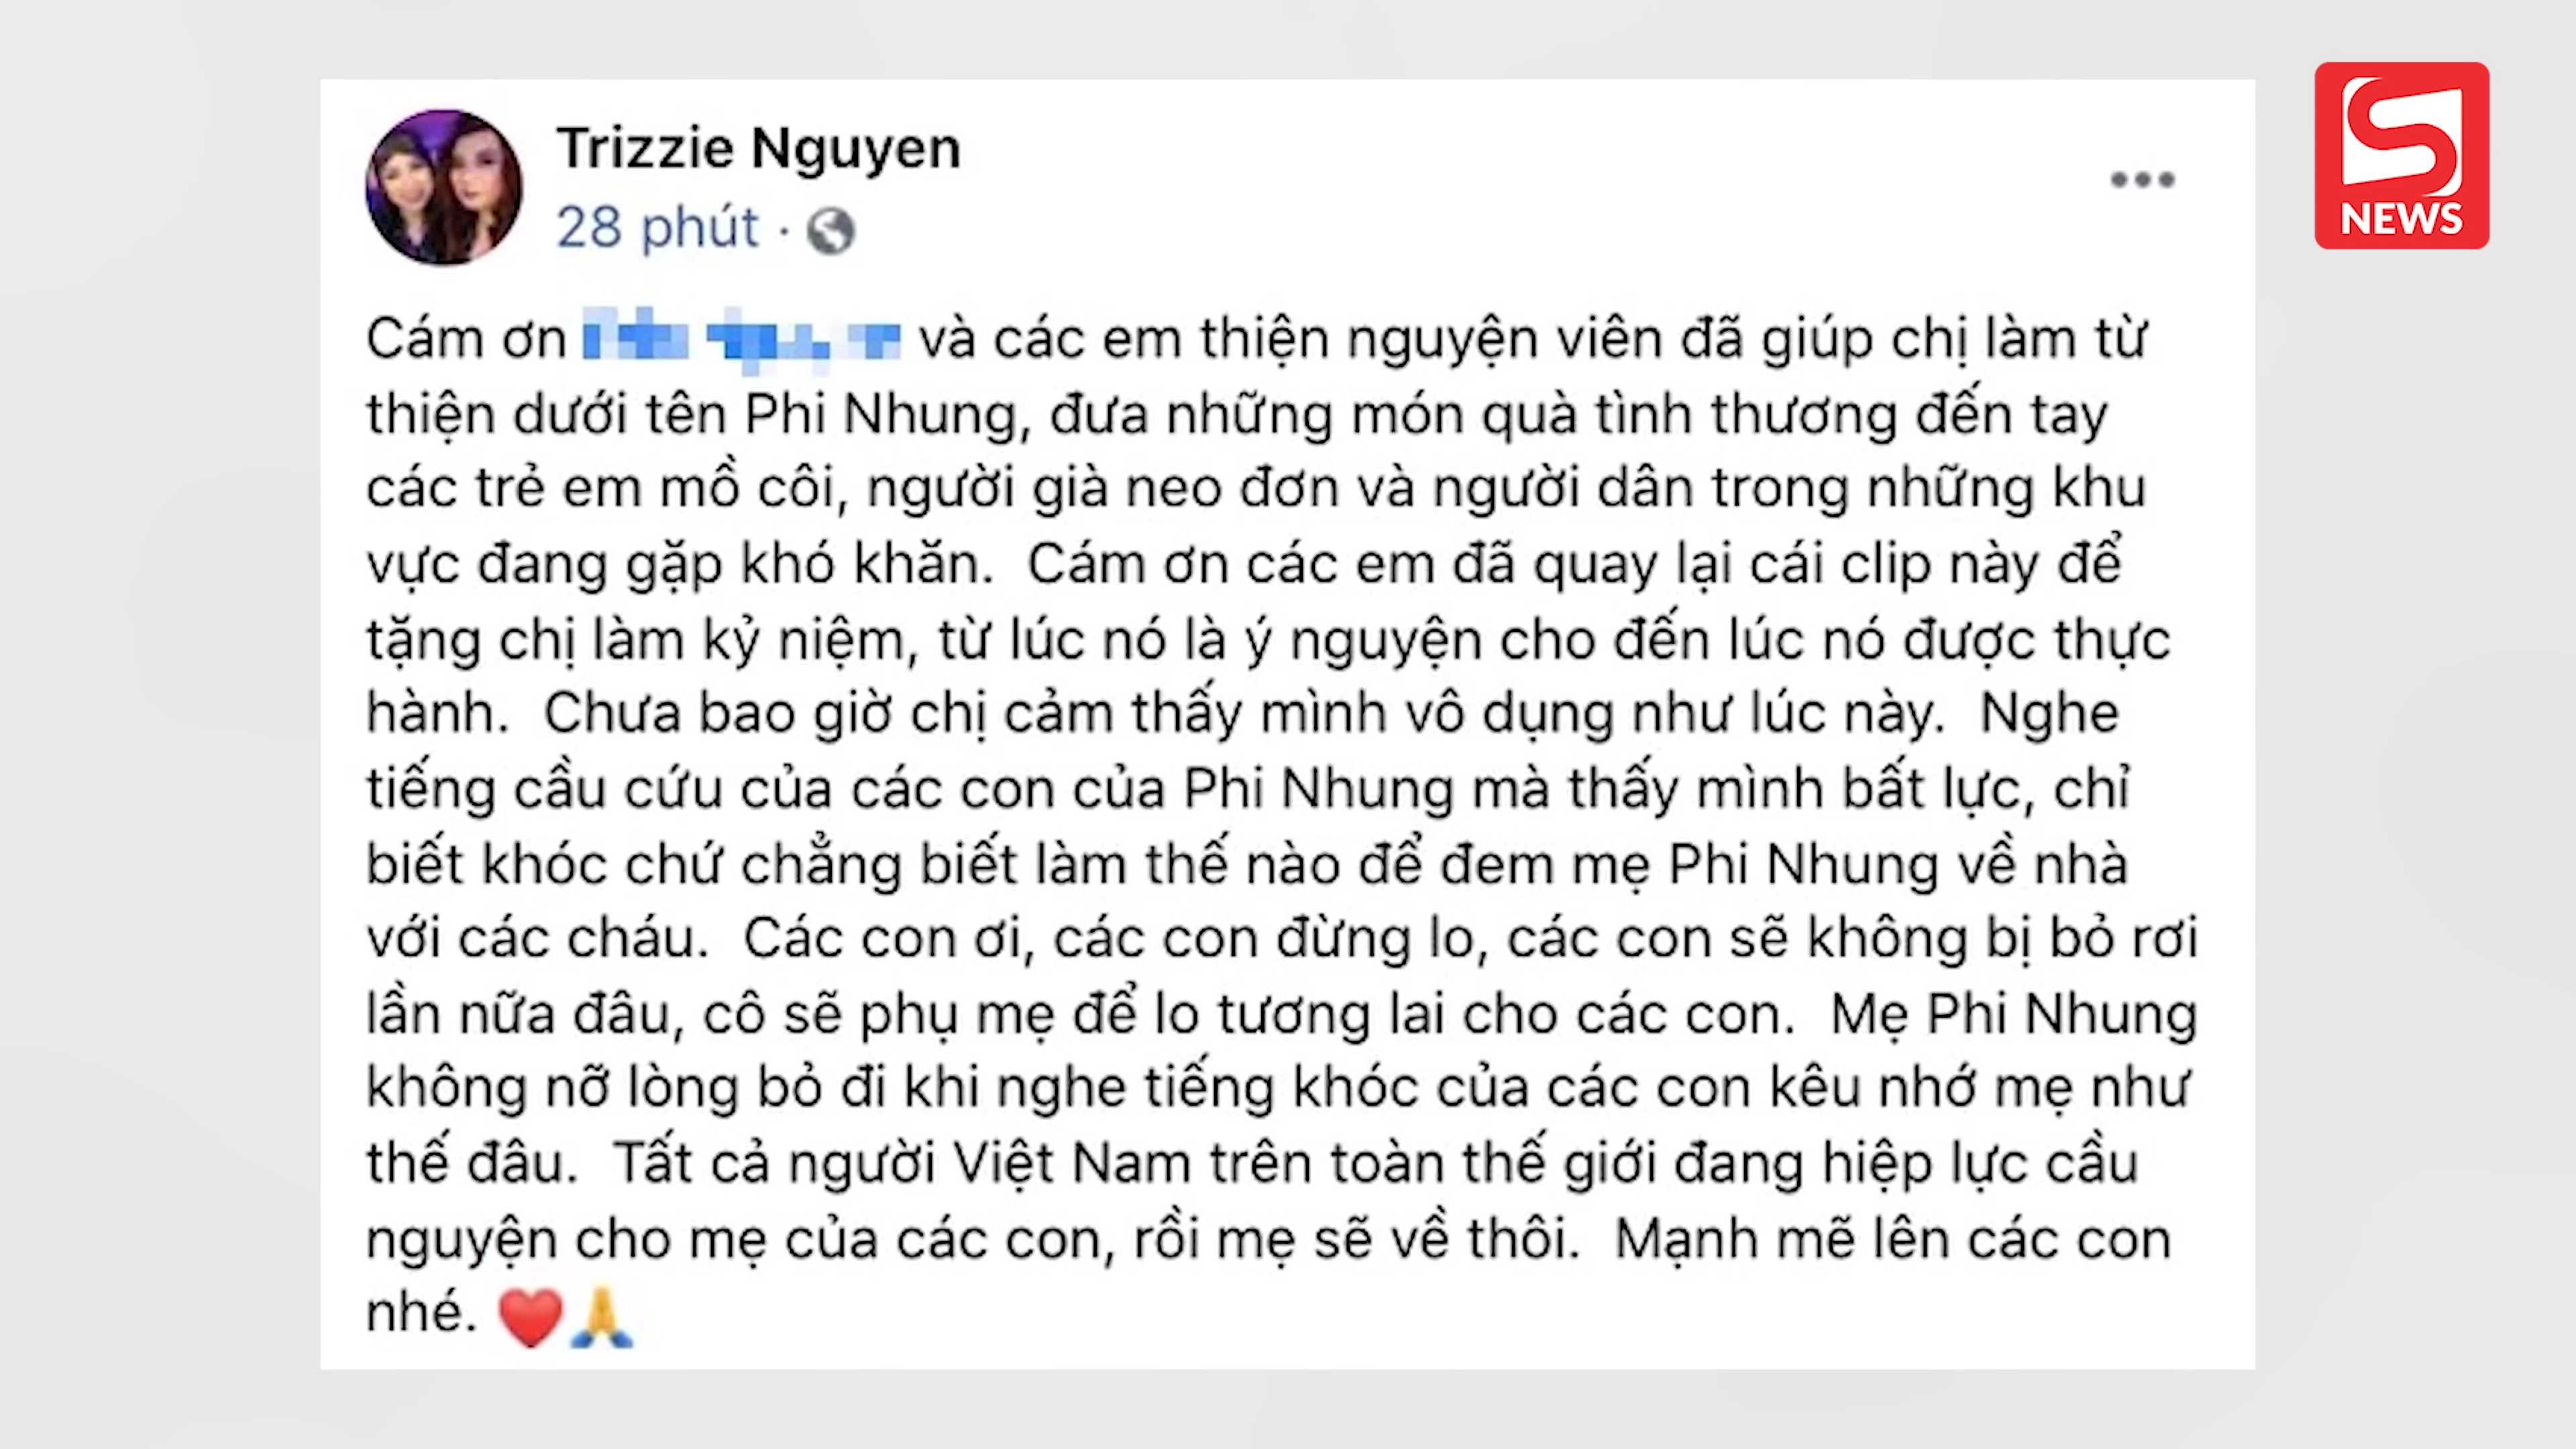 Trizzie Nguyen
28 phút ·
S
NEWS
Cám ơn và các em thiện nguyện viên đã giúp chị làm từ
thiện dưới tên Phi Nhung, đưa những món quà tình thương đến tay
các trẻ em mồ côi, người già neo đơn và người dân trong những khu
vực đang gặp khó khăn.  Cám ơn các em đã quay lại cái clip này để
tặng chị làm kỷ niệm, từ lúc nó là ý nguyện cho đến lúc nó được thực
hành.  Chưa bao giờ chị cảm thấy mình vô dụng như lúc này.  Nghe
tiếng cầu cứu của các con của Phi Nhung mà thấy mình bất lực, chỉ
biết khóc chứ chẳng biết làm thế nào để đem mẹ Phi Nhung về nhà
với các cháu.  Các con ơi, các con đừng lo, các con sẽ không bị bỏ rơi
lần nữa đâu, cô sẽ phụ mẹ để lo tương lai cho các con.  Mẹ Phi Nhung
không nỡ lòng bỏ đi khi nghe tiếng khóc của các con kêu nhớ mẹ như
thế đâu.  Tất cả người Việt Nam trên toàn thế giới đang hiệp lực cầu
nguyện cho mẹ của các con, rồi mẹ sẽ về thôi.  Mạnh mẽ lên các con
nhé. ❤️🙏